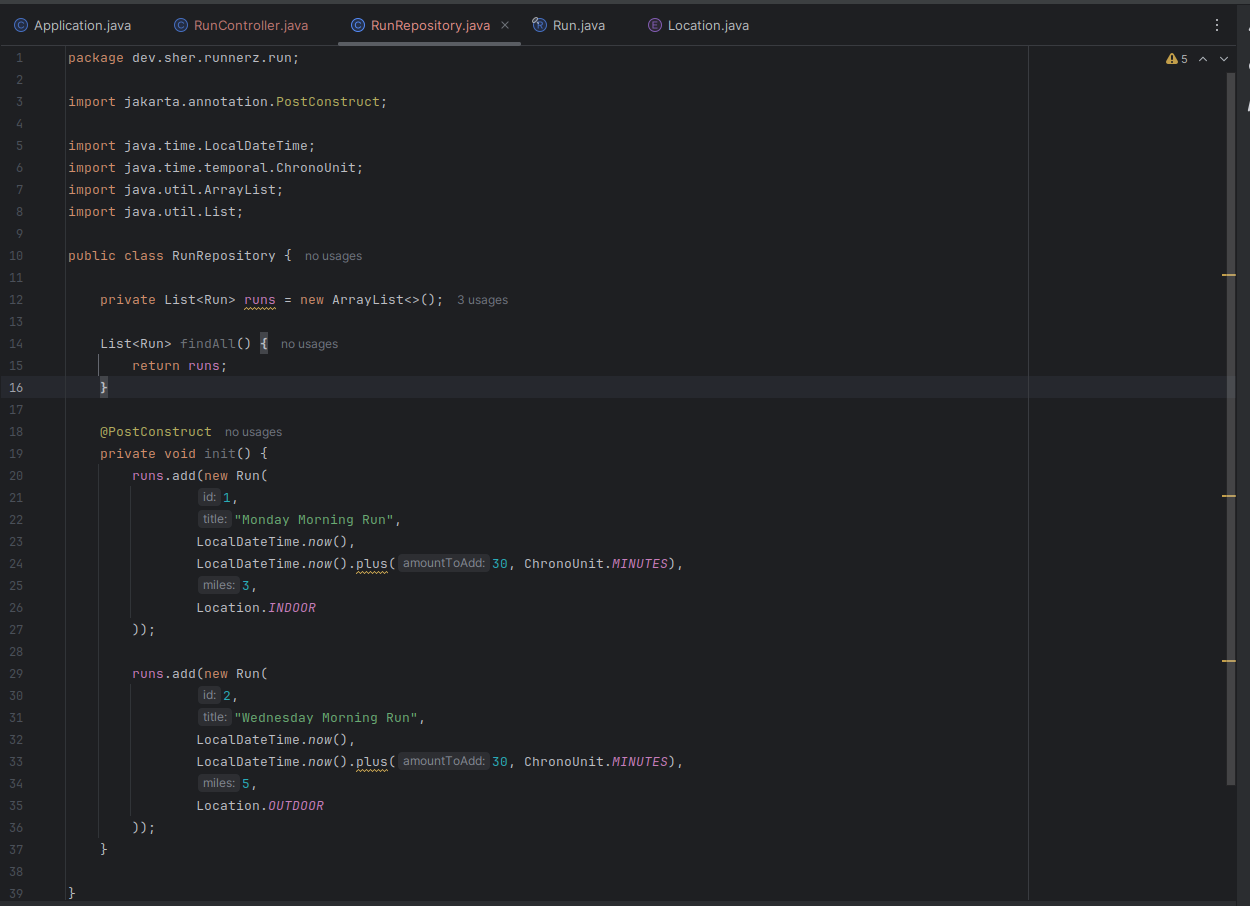 Application.java RunController.java RunRepository.java Run.java Location.java
5
1 package dev.sher.runnerz.run;
2
3 import jakarta.annotation.PostConstruct;
4
5 import java.time.LocalDateTime;
6 import java.time.temporal.ChronoUnit;
7 import java.util.ArrayList;
8 import java.util.List;
9
10 public class RunRepository { no usages
11
12 private List<Run> runs = new ArrayList<>(); 3 usages
13
14 List<Run> findAll() { no usages
15 return runs;
16 }
17
18 @PostConstruct no usages
19 private void init() {
20 runs.add(new Run(
21 id: 1,
22 title: "Monday Morning Run",
23 LocalDateTime.now(),
24 LocalDateTime.now().plus( amountToAdd: 30, ChronoUnit.MINUTES),
25 miles: 3,
26 Location.INDOOR
27 ));
28
29 runs.add(new Run(
30 id: 2,
31 title: "Wednesday Morning Run",
32 LocalDateTime.now(),
33 LocalDateTime.now().plus( amountToAdd: 30, ChronoUnit.MINUTES),
34 miles: 5,
35 Location.OUTDOOR
36 ));
37 }
38
39 }